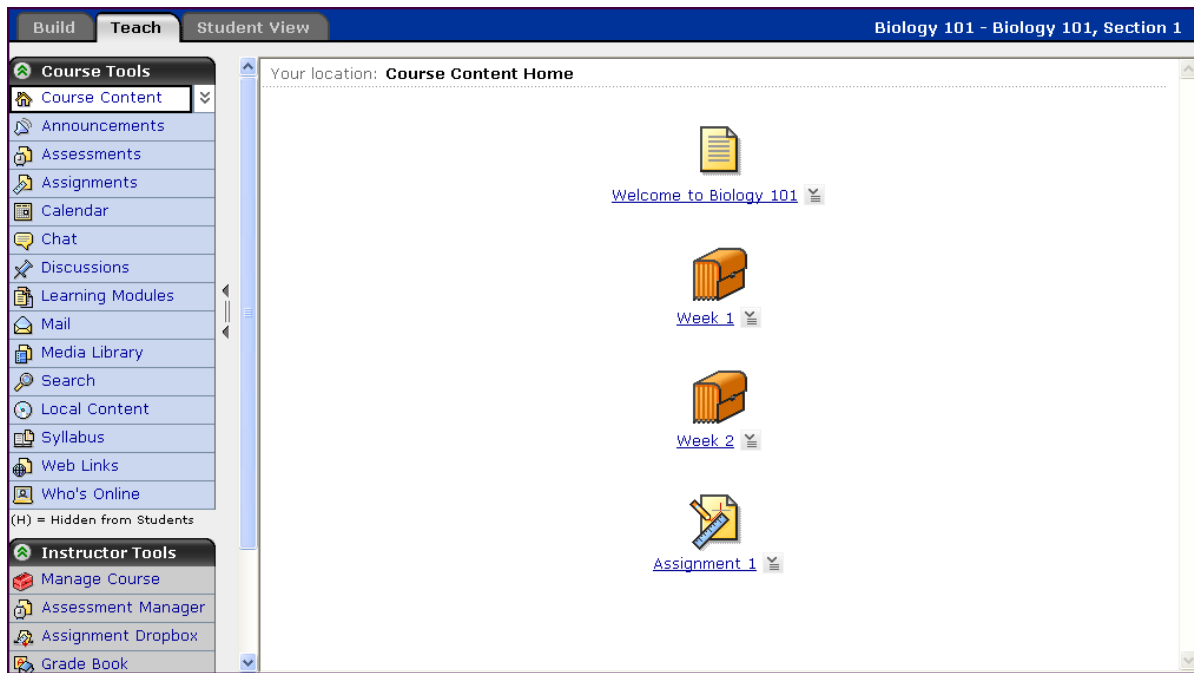 Build Teach Student View Biology 101 - Biology 101, Section 1
Course Tools
Course Content
Announcements
Assessments
Assignments
Calendar
Chat
Discussions
Learning Modules
Mail
Media Library
Search
Local Content
Syllabus
Web Links
Who's Online
(H) = Hidden from Students
Instructor Tools
Manage Course
Assessment Manager
Assignment Dropbox
Grade Book
Your location: Course Content Home
Welcome to Biology 101
Week 1
Week 2
Assignment 1